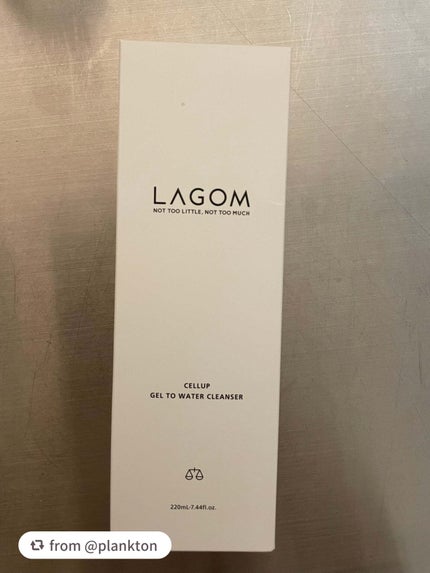 LAGOM
NOT TOO LITTLE, NOT TOO MUCH
CELLUP
GEL TO WATER CLEANSER
220mL·7.44fl.oz.
from @plankton